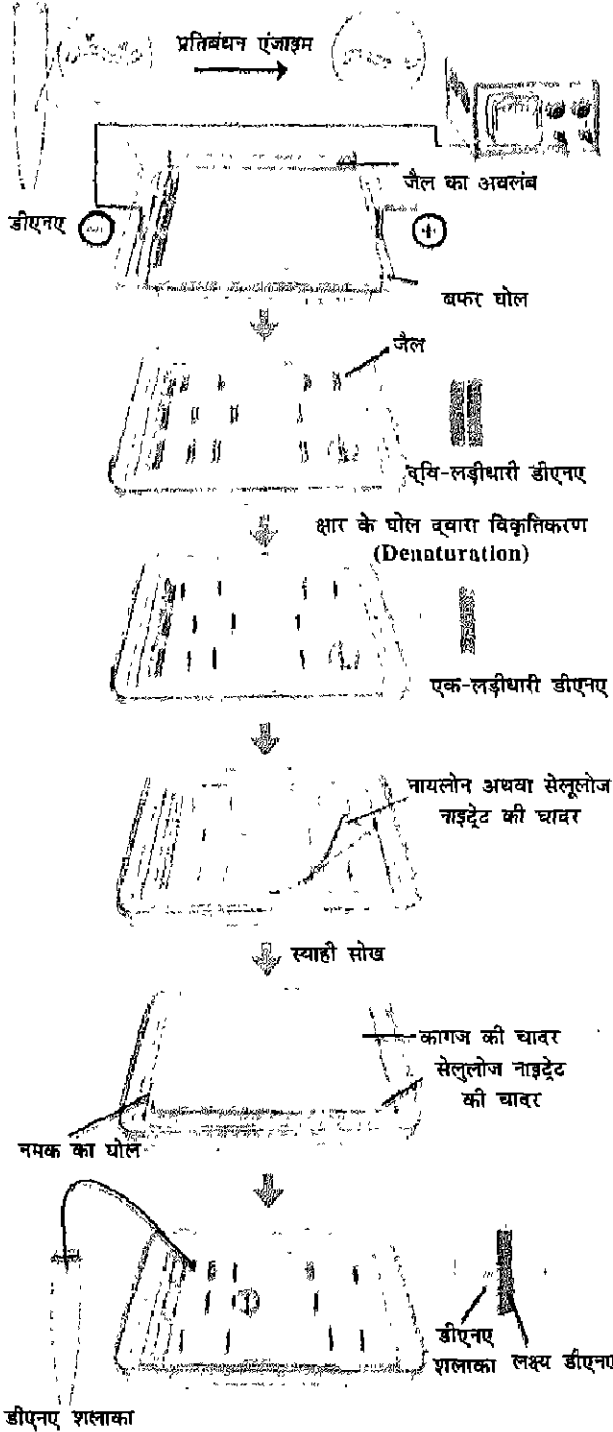 प्रतिबंधन एंजाइम
जैल का अवलंब
डीएनए
बफर घोल
जैल
द्वि-लड़ीधारी डीएनए
क्षार के घोल द्वारा विकृतिकरण
(Denaturation)
एक-लड़ीधारी डीएनए
नायलोन अथवा सेलूलोज
नाइट्रेट की चादर
स्याही सोख
कागज की चादर
सेलुलोज नाइट्रेट
की चादर
नमक का घोल
डीएनए
शलाका
लक्ष्य डीएनए
डीएनए शलाका